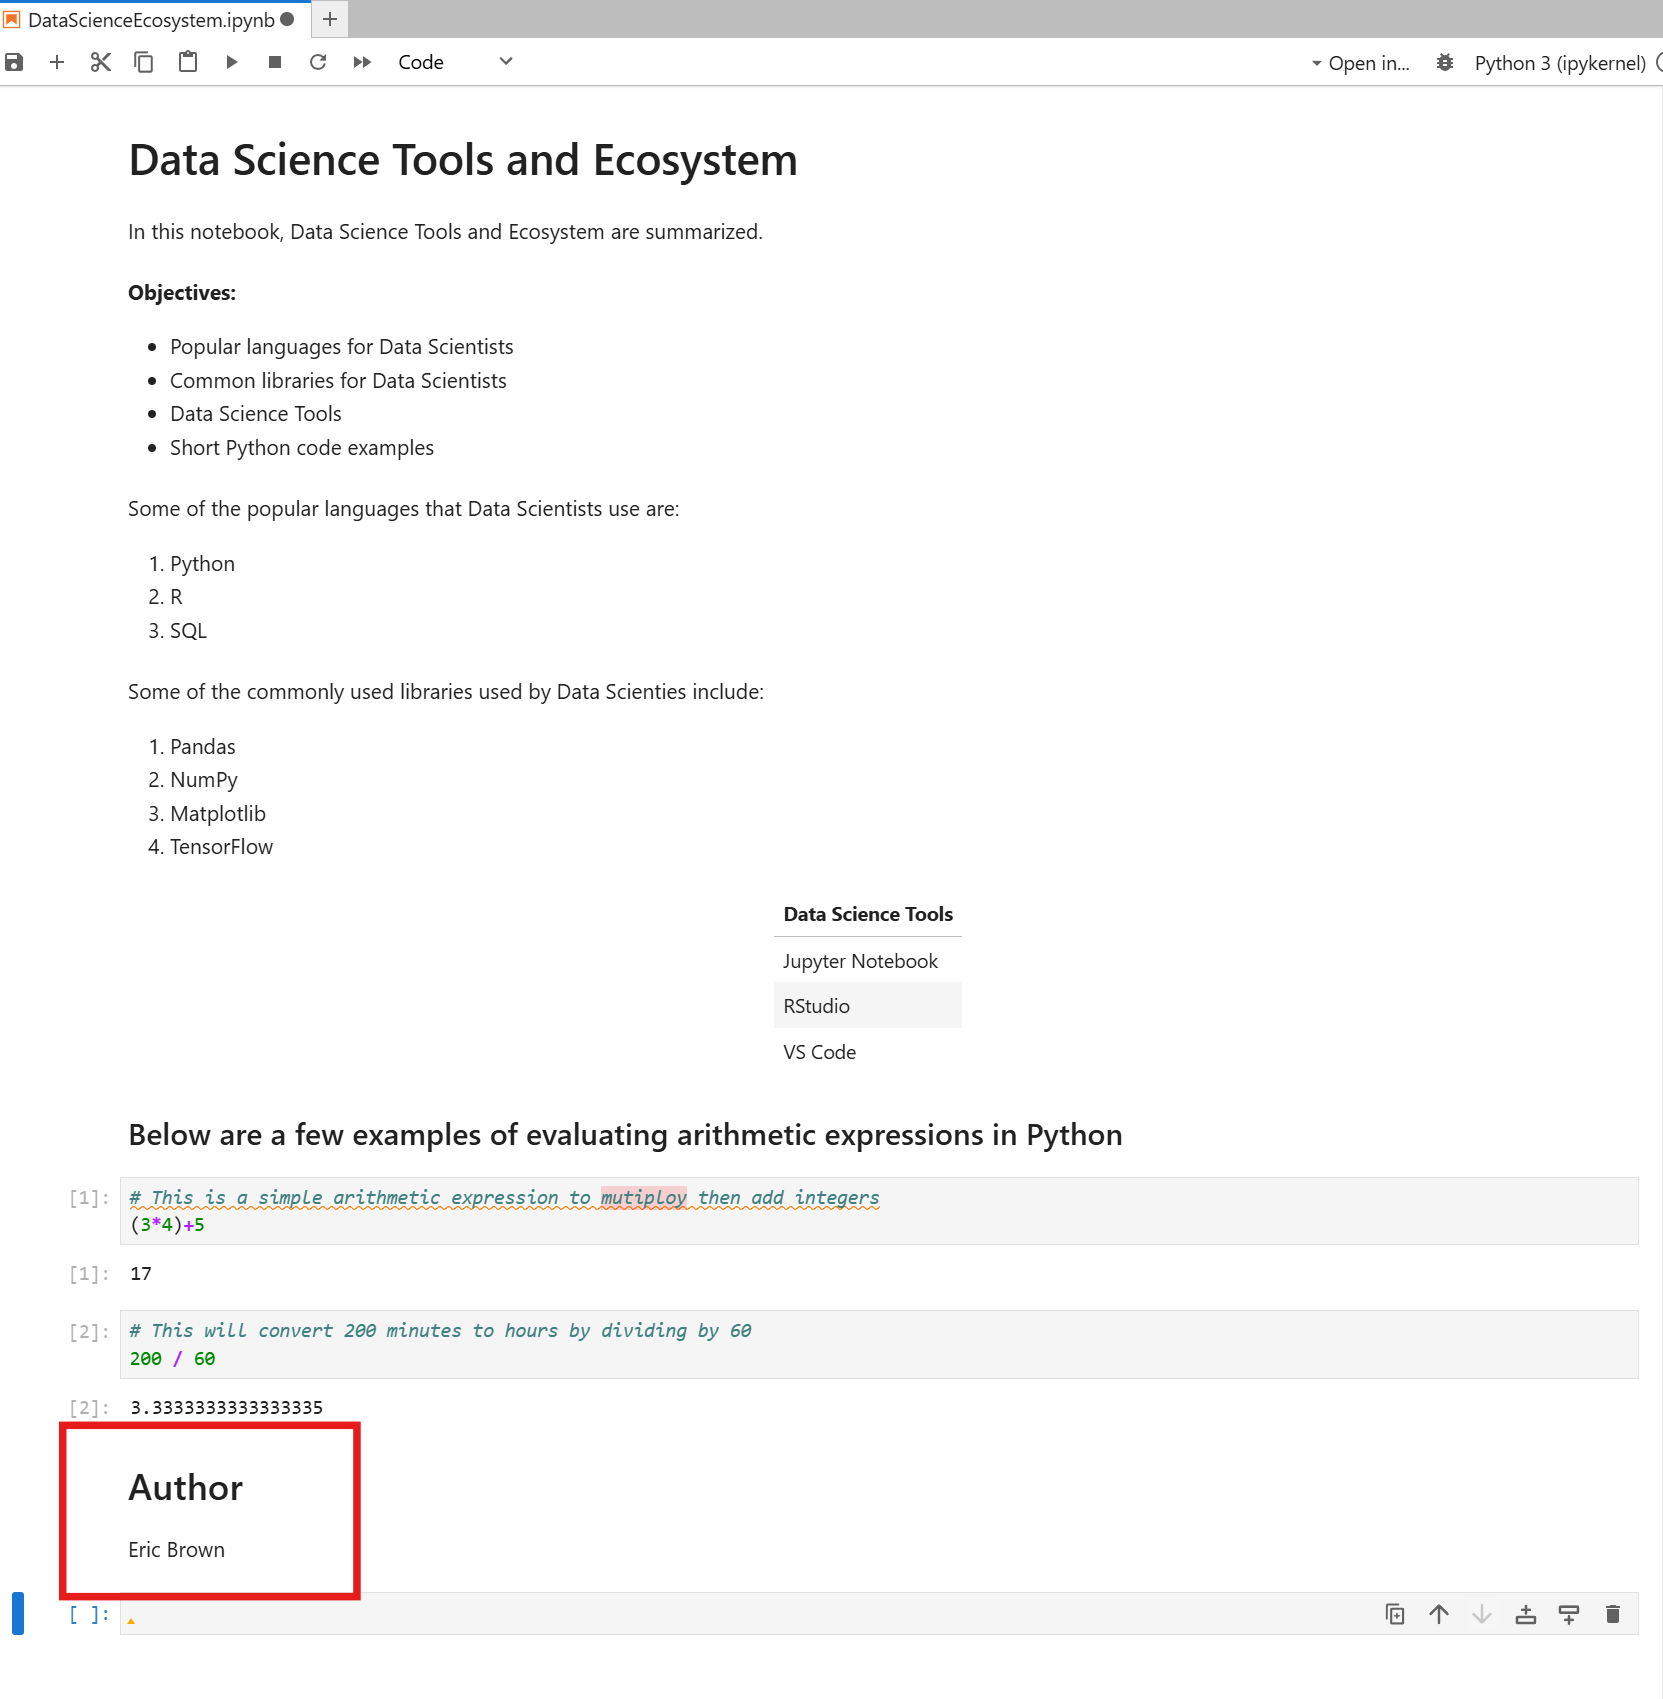 DataScienceEcosystem.ipynb
Code
Open in...
Python 3 (ipykernel)
Data Science Tools and Ecosystem
In this notebook, Data Science Tools and Ecosystem are summarized.
Objectives:
• Popular languages for Data Scientists
• Common libraries for Data Scientists
• Data Science Tools
• Short Python code examples
Some of the popular languages that Data Scientists use are:
1. Python
2. R
3. SQL
Some of the commonly used libraries used by Data Scienties include:
1. Pandas
2. NumPy
3. Matplotlib
4. TensorFlow
Data Science Tools
Jupyter Notebook
RStudio
VS Code
Below are a few examples of evaluating arithmetic expressions in Python
[1]: # This is a simple arithmetic expression to mutiploy then add integers
(3*4)+5
[1]: 17
[2]: # This will convert 200 minutes to hours by dividing by 60
200 / 60
[2]: 3.3333333333333335
Author
Eric Brown
[ ]: